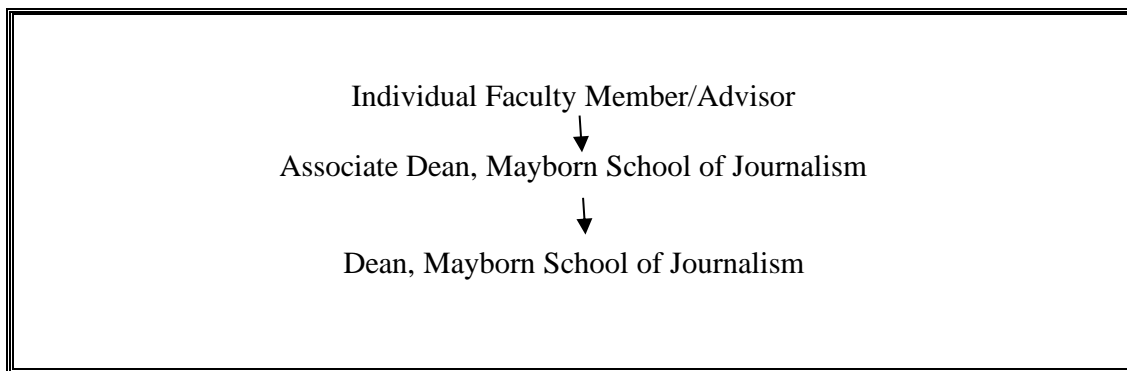 Individual Faculty Member/Advisor
Associate Dean, Mayborn School of Journalism
Dean, Mayborn School of Journalism